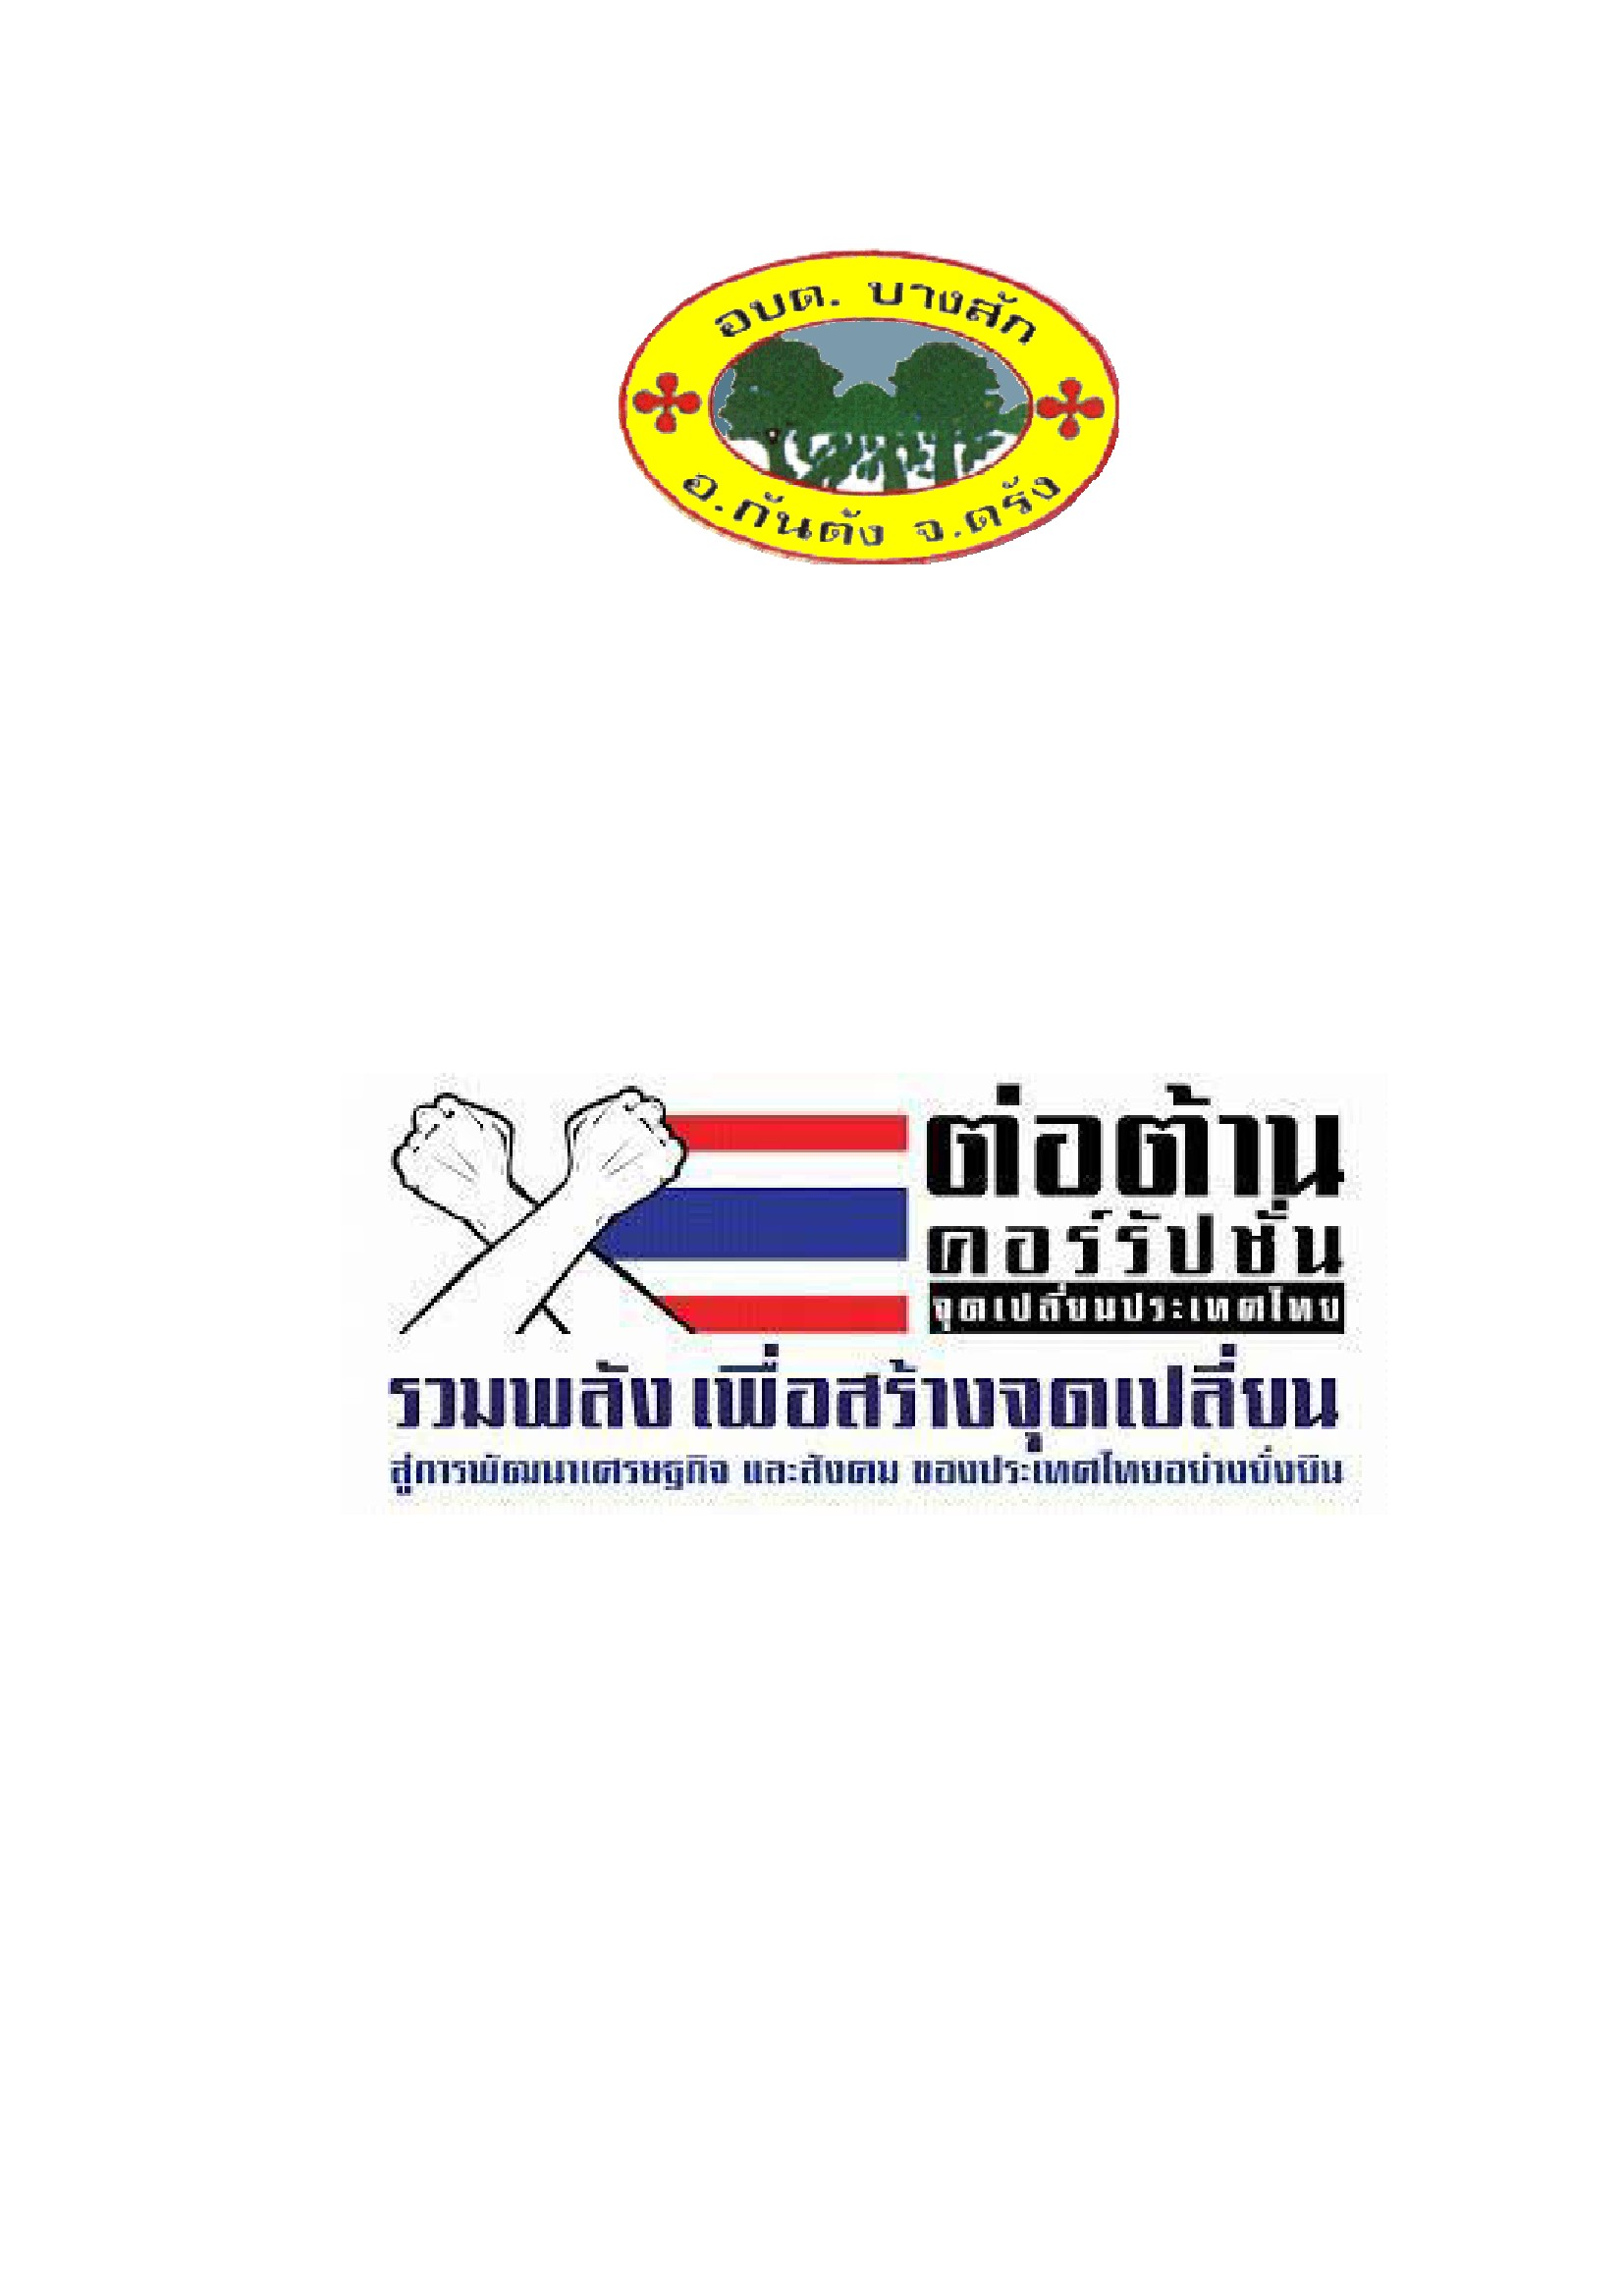 อบต. บางสัก
อ.กันตัง จ.ตรัง
ต่อต้าน
คอร์รัปชั่น
จุดเปลี่ยนประเทศไทย
รวมพลัง เพื่อสร้างจุดเปลี่ยน
สู่การพัฒนาเศรษฐกิจ และสังคม ของประเทศไทยอย่างยั่งยืน